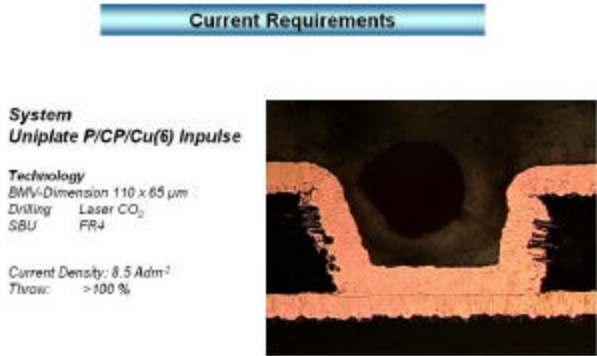 Current Requirements
System
Uniplate P/CP/Cu(6) Inpulse
Technology
BMV-Dimension 110 x 65 µm
Drilling Laser CO₂
SBU FR4
Current Density: 8.5 Adm⁻²
Throw: >100 %